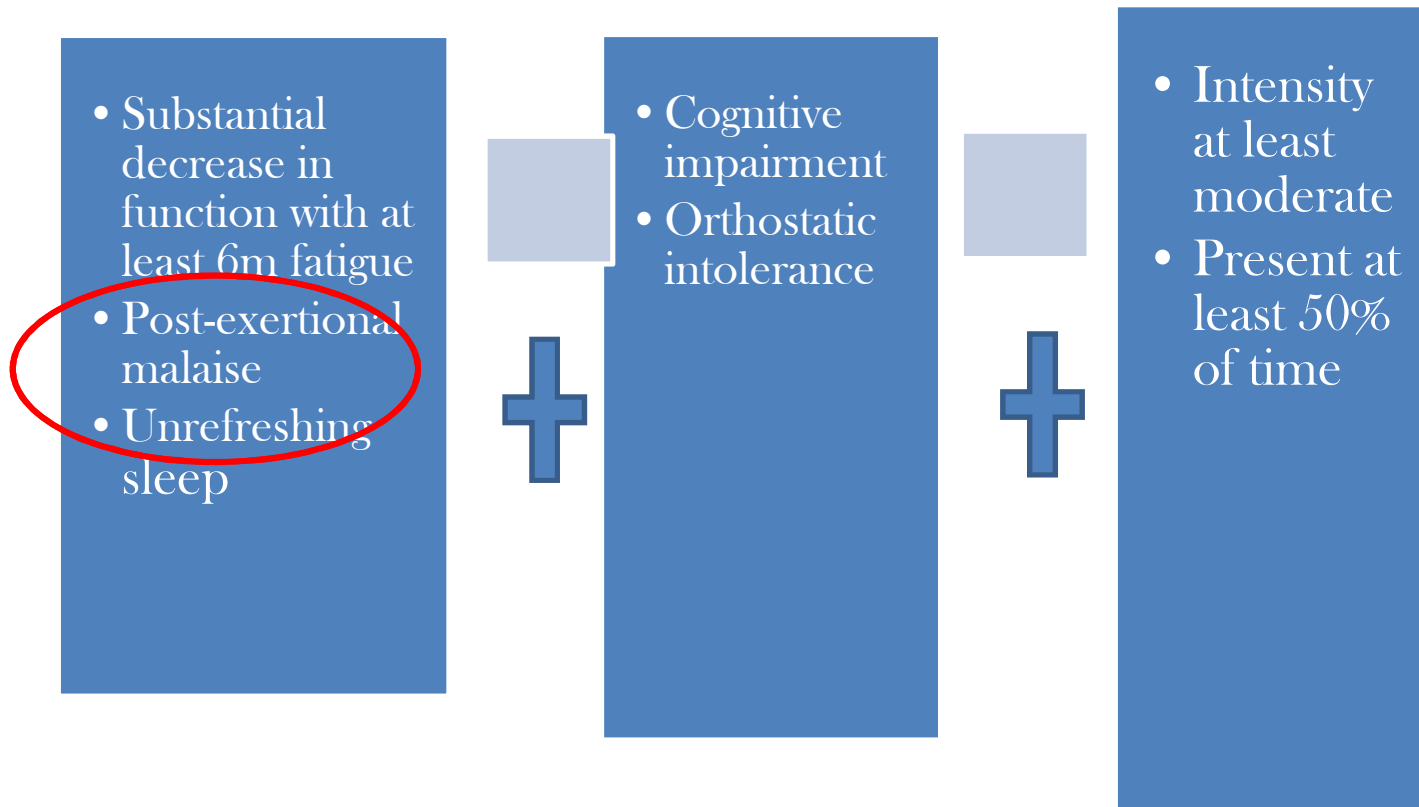 • Substantial
decrease in
function with at
least 6m fatigue
• Post-exertional
malaise
• Unrefreshing
sleep
• Cognitive
impairment
• Orthostatic
intolerance
• Intensity
at least
moderate
• Present at
least 50%
of time